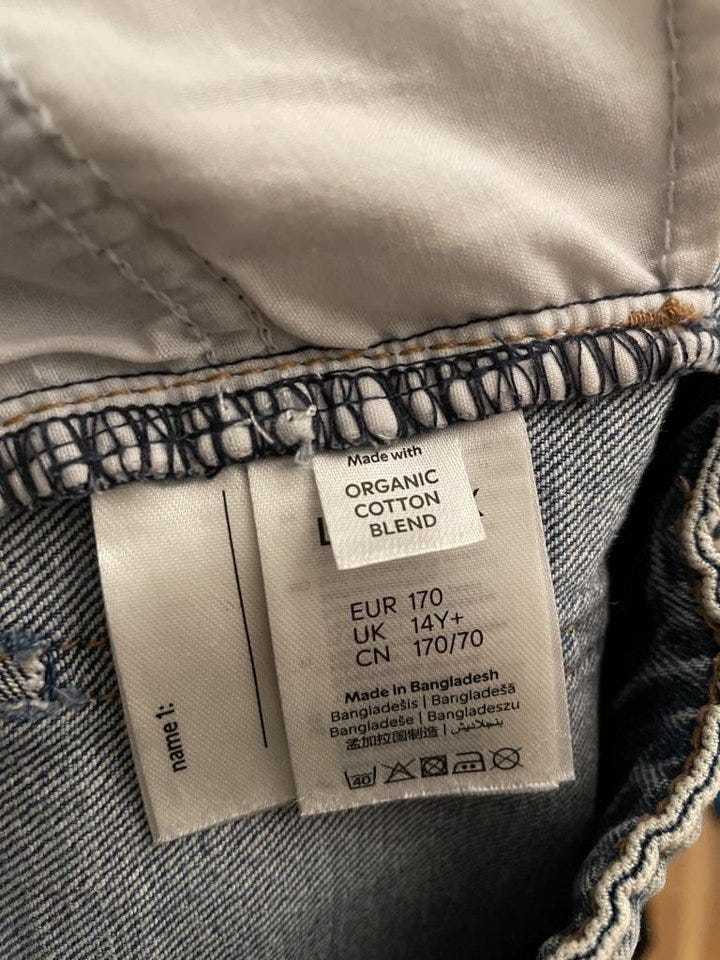 Made with
ORGANIC
COTTON
BLEND
EUR 170
UK 14Y+
CN 170/70
Made in Bangladesh
Bangladešis | Bangladešā
Bangladeše | Bangladeszu
孟加拉国制造 | بنجلاديش
40
name 1: